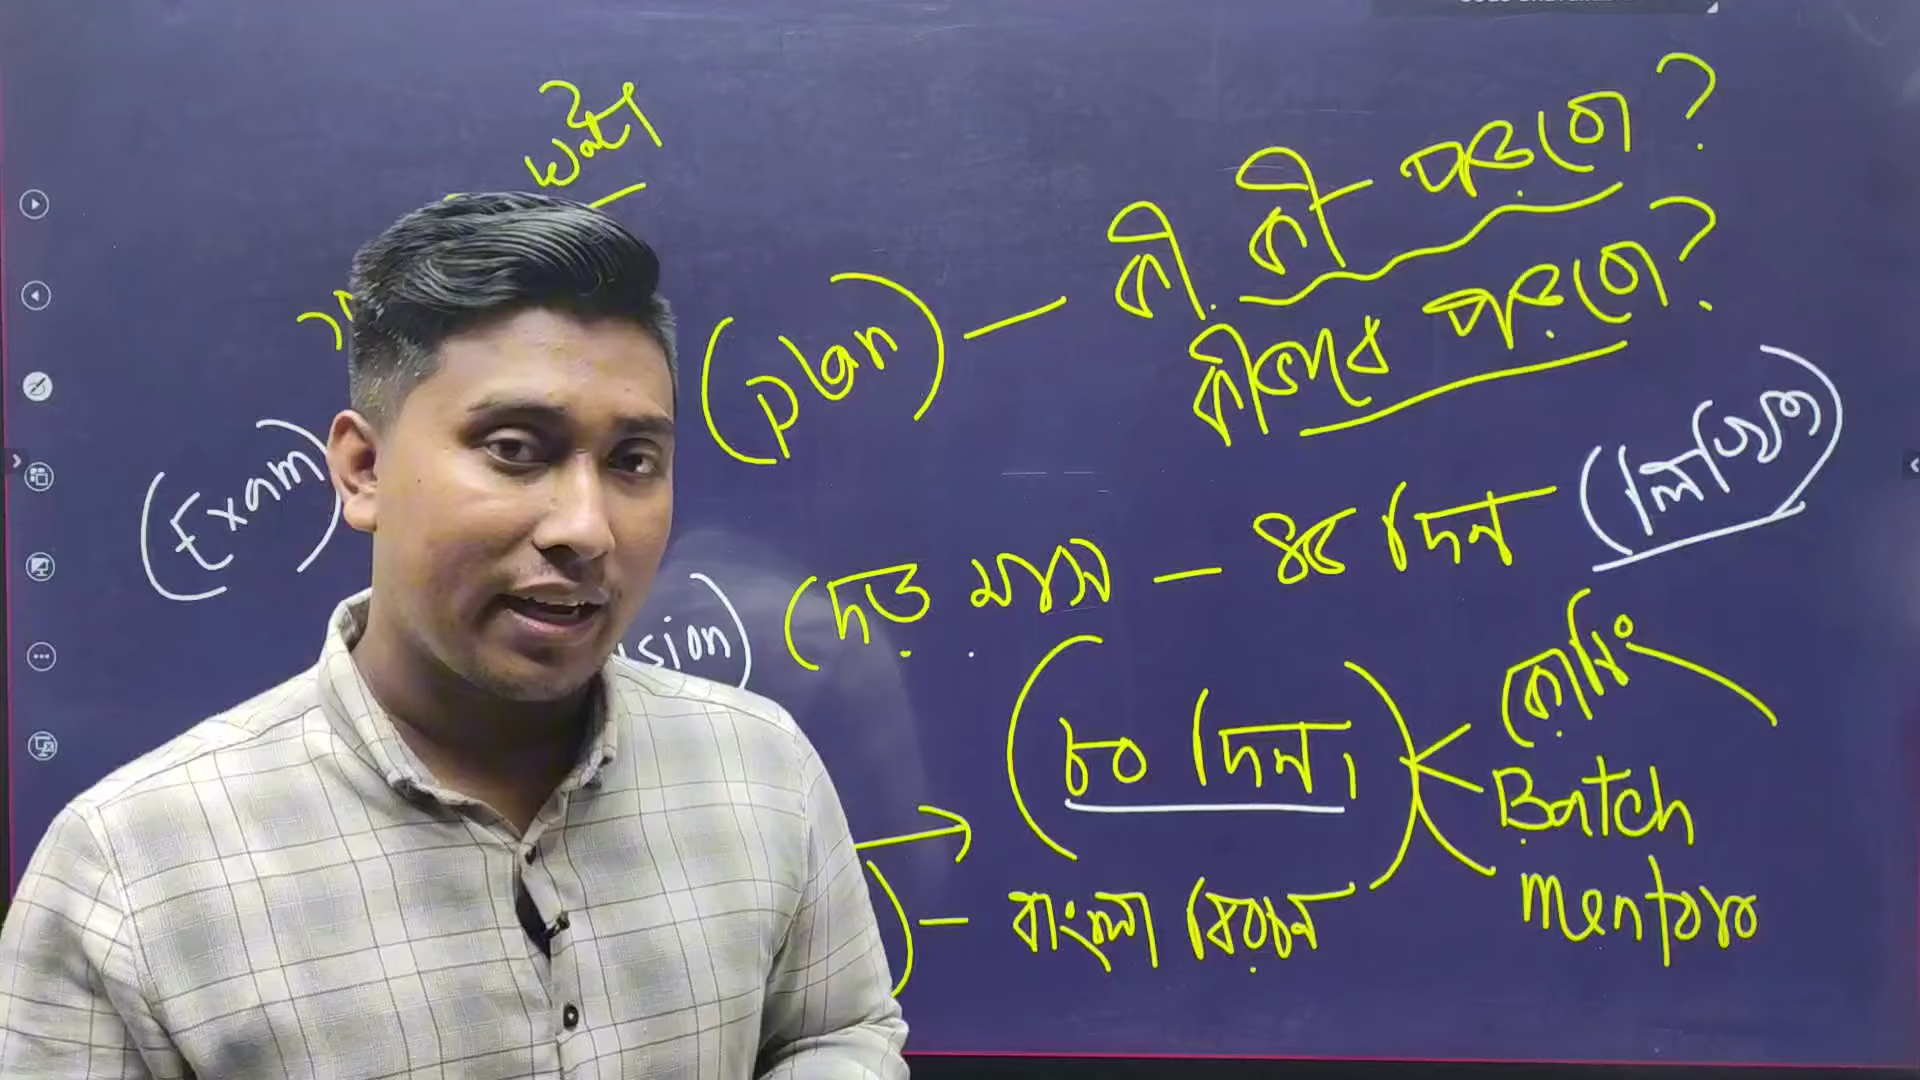 (plan) — কী কী পড়বো?
কীভাবে পড়বো?
(Exam)
দেড় মাস — ৪৫ দিন (লিখিত)
৮০ দিন।
কোচিং
Batch
mentor
— বাংলা